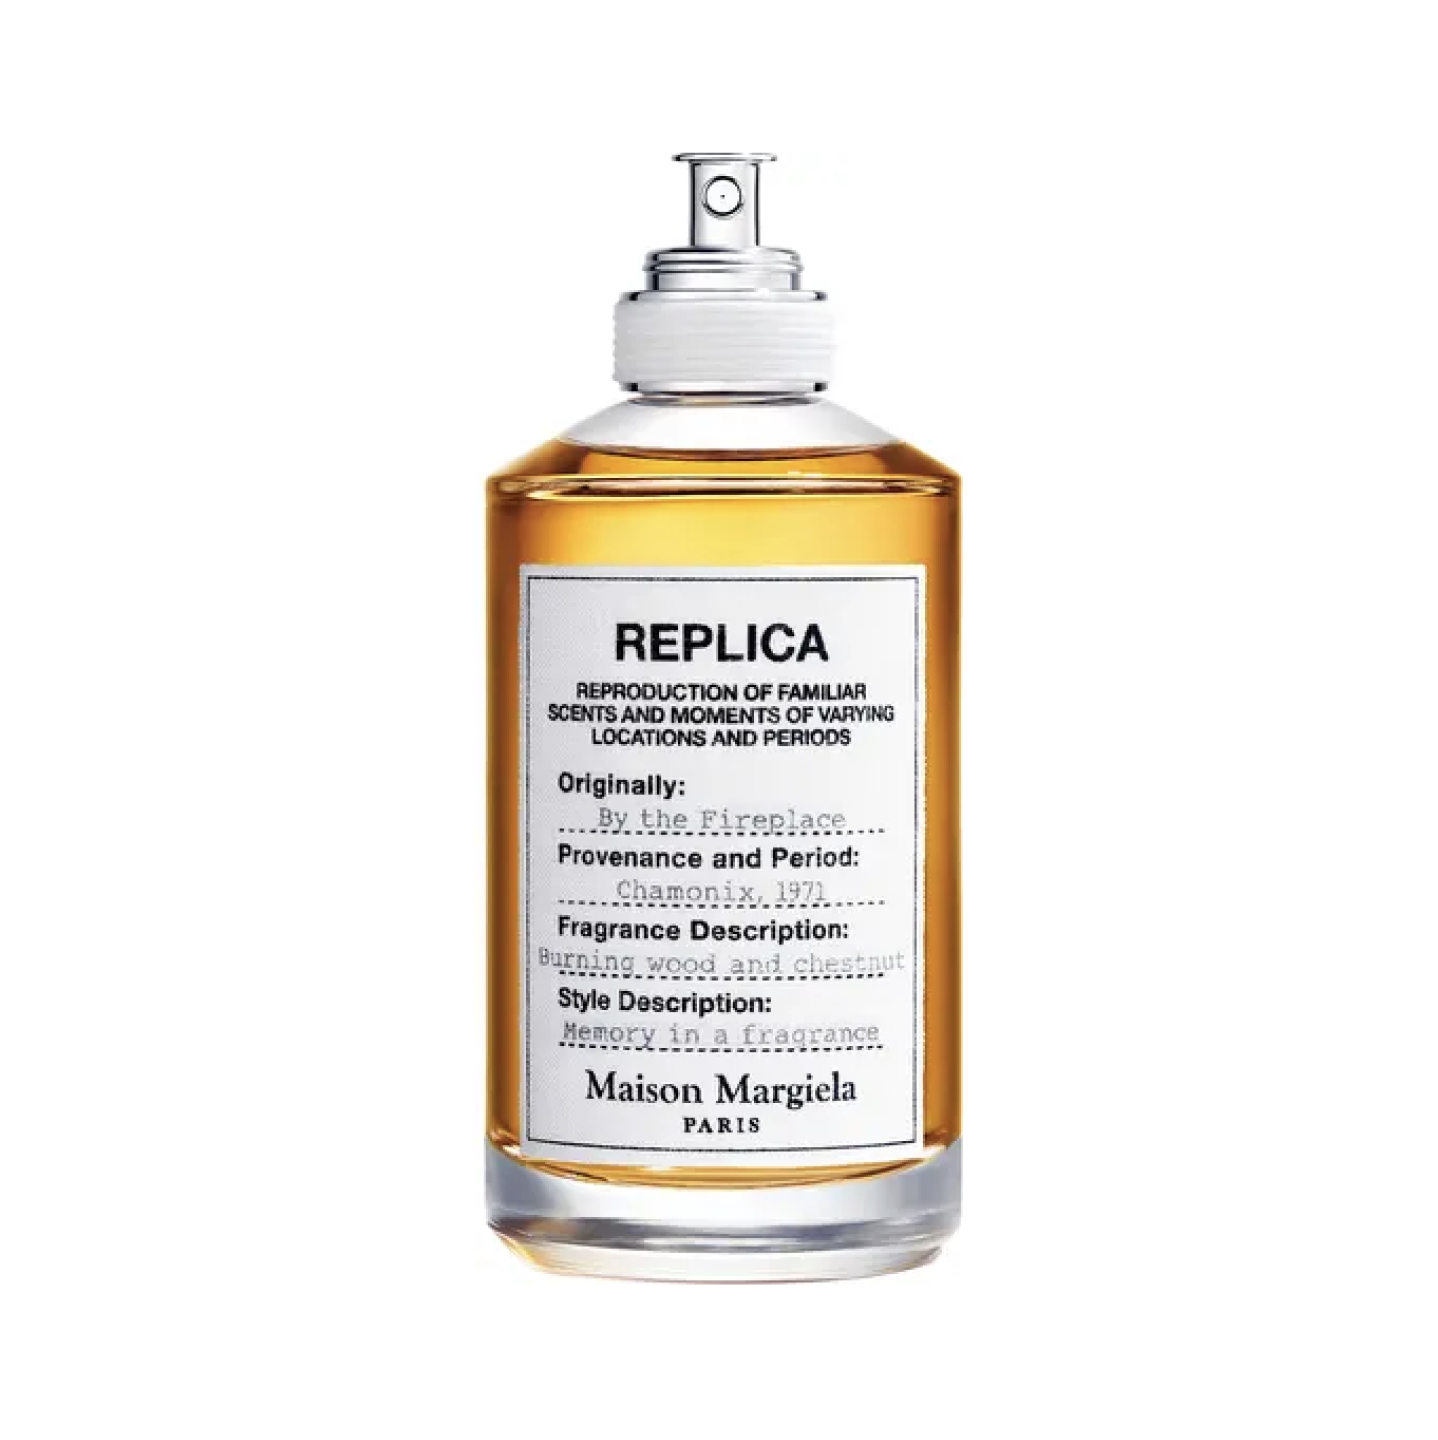 REPLICA
REPRODUCTION OF FAMILIAR
SCENTS AND MOMENTS OF VARYING
LOCATIONS AND PERIODS
Originally:
By the Fireplace
Provenance and Period:
Chamonix, 1971
Fragrance Description:
Burning wood and chestnut
Style Description:
Memory in a fragrance
Maison Margiela
PARIS